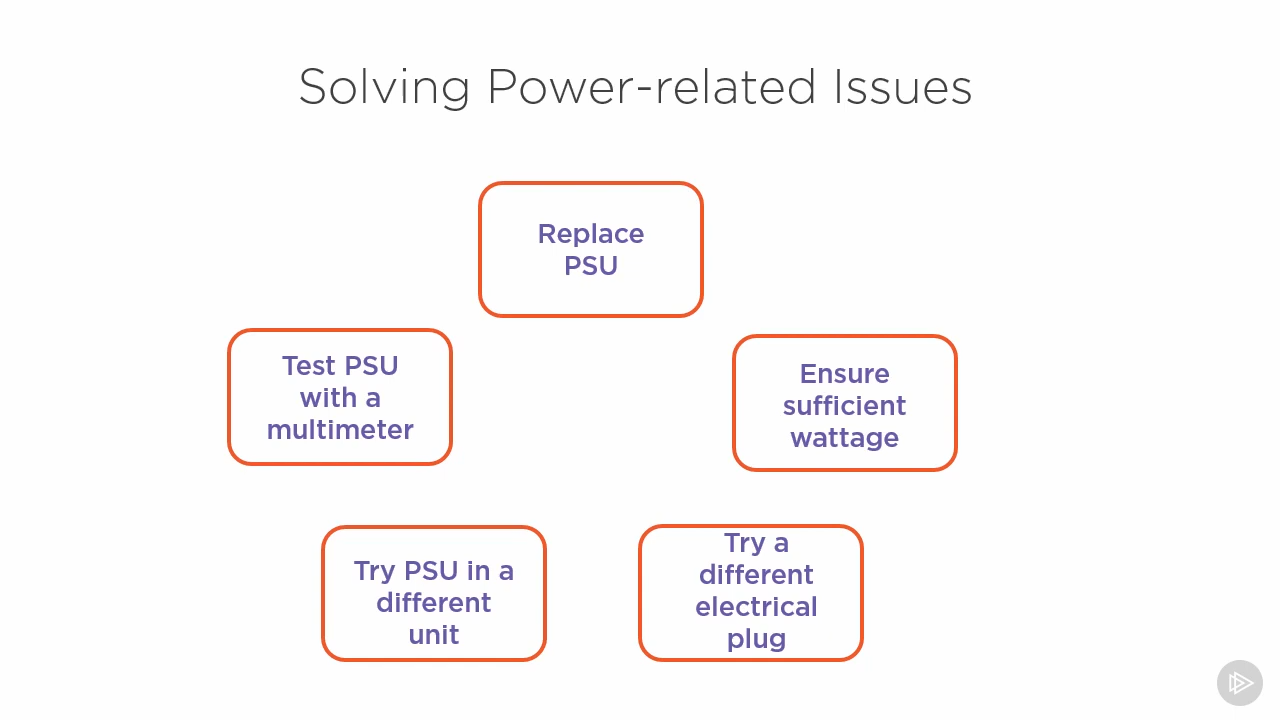 Solving Power-related Issues
Replace
PSU
Test PSU
with a
multimeter
Ensure
sufficient
wattage
Try PSU in a
different
unit
Try a
different
electrical
plug